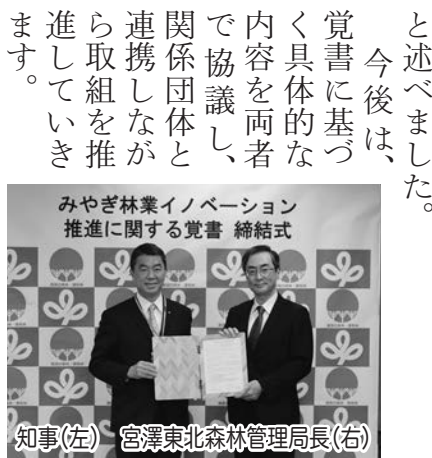 と述べました。
今後は、
覚書に基づ
く具体的な
内容を両者
で協議し、
関係団体と
連携しなが
ら取組を推
進していき
ます。
みやぎ林業イノベーション
推進に関する覚書 締結式
知事(左) 宮澤東北森林管理局長(右)